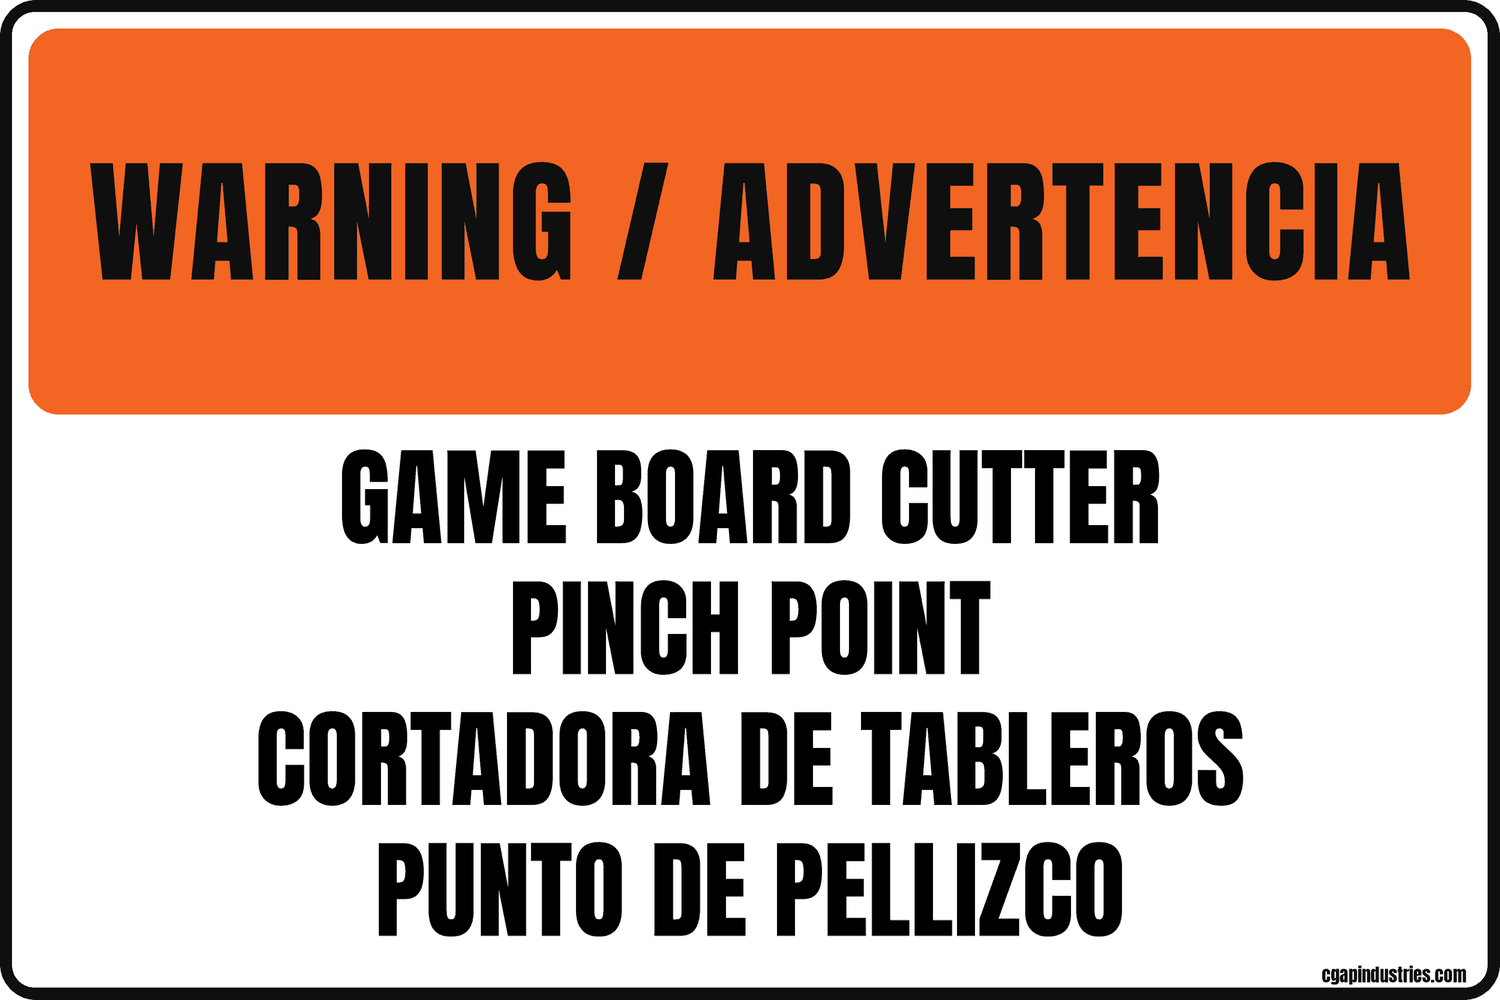 WARNING / ADVERTENCIA
GAME BOARD CUTTER
PINCH POINT
CORTADORA DE TABLEROS
PUNTO DE PELLIZCO
cgapindustries.com